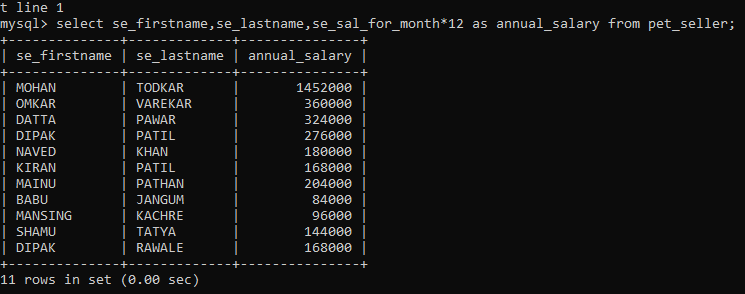 t line 1
mysql> select se_firstname,se_lastname,se_sal_for_month*12 as annual_salary from pet_seller;
+--------------+-------------+---------------+
| se_firstname | se_lastname | annual_salary |
+--------------+-------------+---------------+
| MOHAN        | TODKAR      |       1452000 |
| OMKAR        | VAREKAR     |        360000 |
| DATTA        | PAWAR       |        324000 |
| DIPAK        | PATIL       |        276000 |
| NAVED        | KHAN        |        180000 |
| KIRAN        | PATIL       |        168000 |
| MAINU        | PATHAN      |        204000 |
| BABU         | JANGUM      |         84000 |
| MANSING      | KACHRE      |         96000 |
| SHAMU        | TATYA       |        144000 |
| DIPAK        | RAWALE      |        168000 |
+--------------+-------------+---------------+
11 rows in set (0.00 sec)